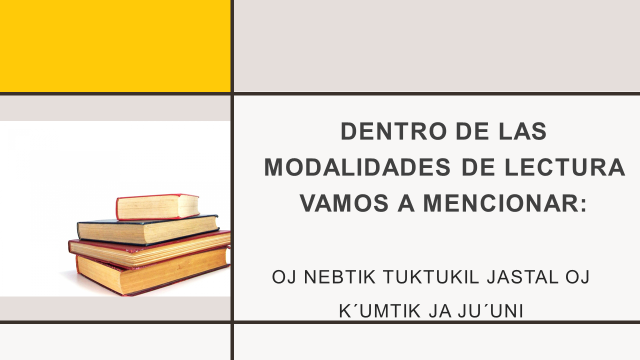 DENTRO DE LAS
MODALIDADES DE LECTURA
VAMOS A MENCIONAR:
OJ NEBTIK TUKTUKIL JASTAL OJ
K´UMTIK JA JU´UNI